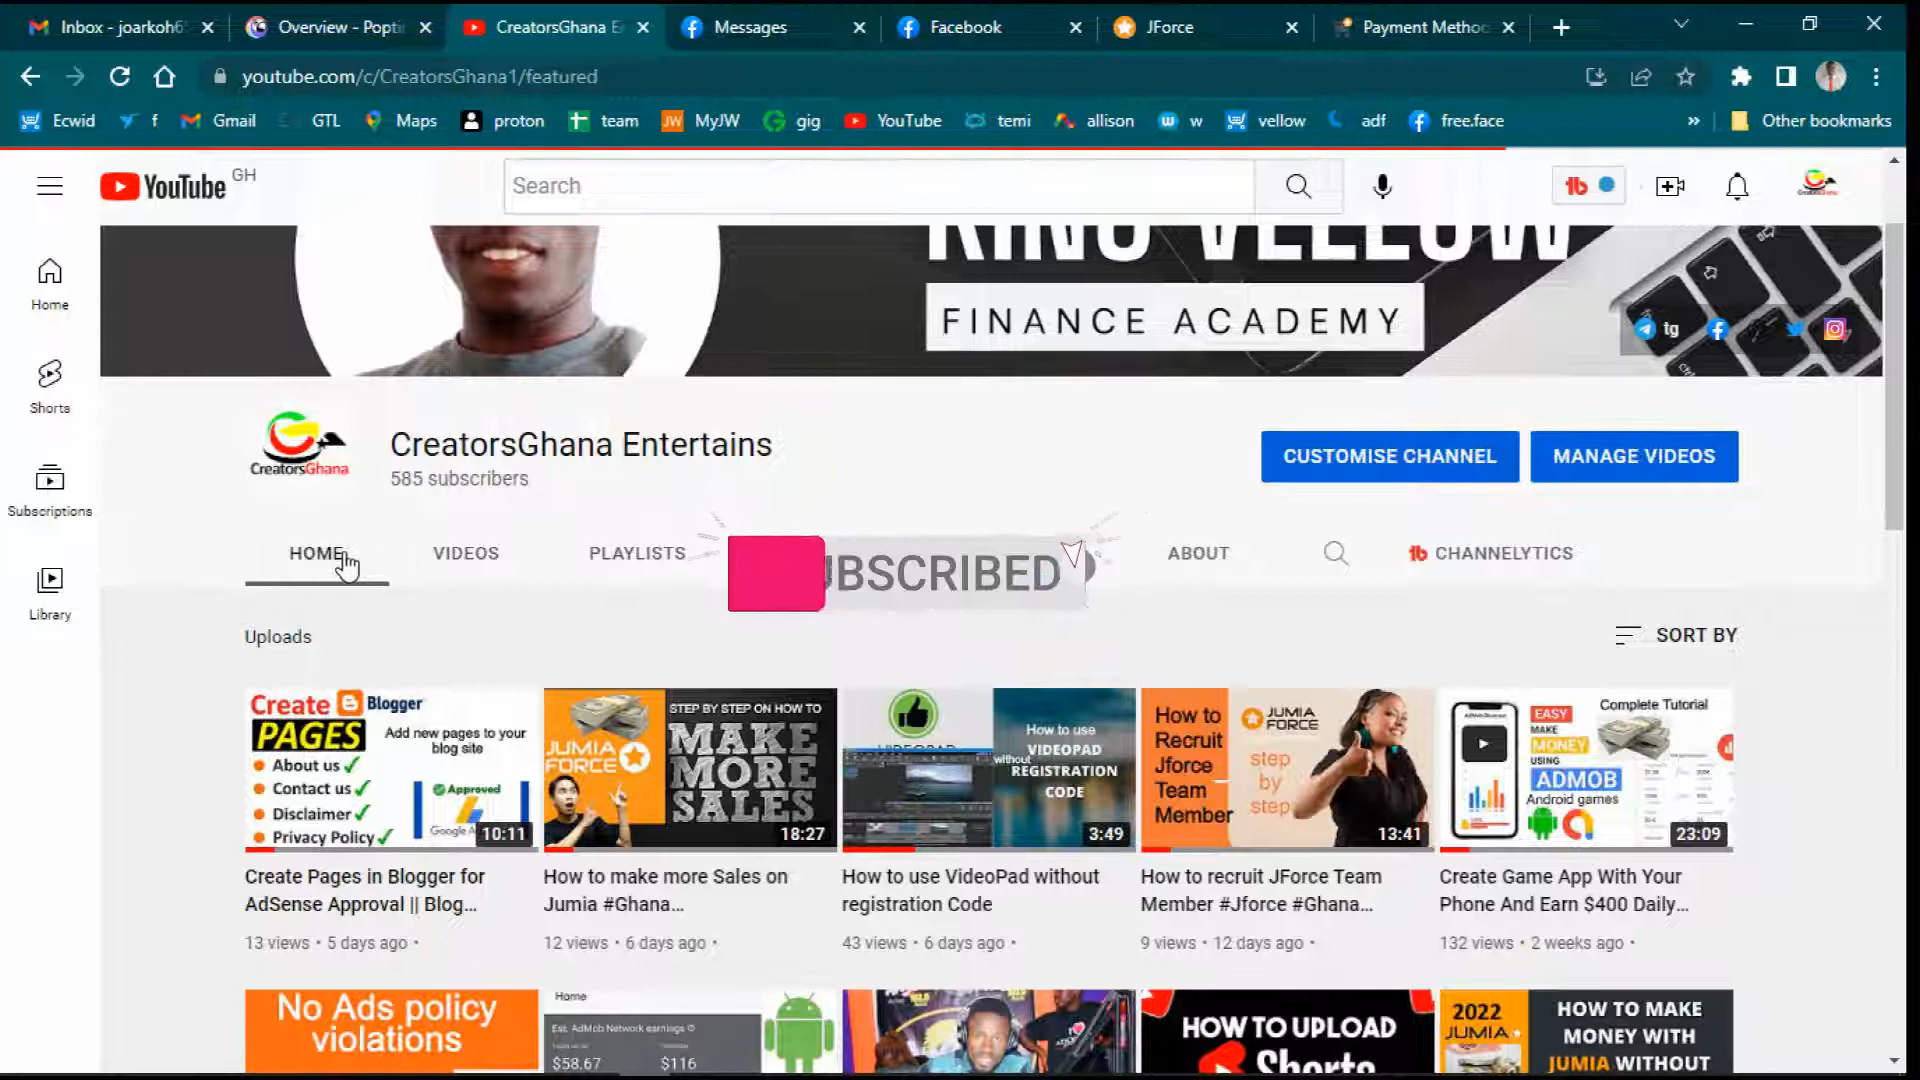 Inbox - joarkoh6
Overview - Popti
CreatorsGhana E
Messages
Facebook
JForce
Payment Metho
youtube.com/c/CreatorsGhana1/featured
Ecwid
f
Gmail
GTL
Maps
proton
team
MyJW
gig
YouTube
temi
allison
w
vellow
adf
free.face
Other bookmarks
YouTube GH
Search
KING VELLOW
FINANCE ACADEMY
tg
CreatorsGhana
CreatorsGhana Entertains
585 subscribers
CUSTOMISE CHANNEL
MANAGE VIDEOS
HOME
VIDEOS
PLAYLISTS
UBSCRIBED
ABOUT
CHANNELYTICS
Home
Shorts
Subscriptions
Library
Uploads
SORT BY
Create Blogger
PAGES
Add new pages to your
blog site
About us
Contact us
Disclaimer
Privacy Policy
Approved
Google A
10:11
JUMIA
FORCE
STEP BY STEP ON HOW TO
MAKE
MORE
SALES
18:27
How to use
VIDEOPAD
without
REGISTRATION
CODE
3:49
How to
Recruit
Jforce
Team
Member
JUMIA
FORCE
step
by
step
13:41
EASY
MAKE
MONEY
USING
ADMOB
Android games
Complete Tutorial
23:09
Create Pages in Blogger for
AdSense Approval || Blog...
13 views • 5 days ago •
How to make more Sales on
Jumia #Ghana...
12 views • 6 days ago •
How to use VideoPad without
registration Code
43 views • 6 days ago •
How to recruit JForce Team
Member #Jforce #Ghana...
9 views • 12 days ago •
Create Game App With Your
Phone And Earn $400 Daily...
132 views • 2 weeks ago •
No Ads policy
violations
Home
Est. AdMob Network earnings
$58.67
$116
HOW TO UPLOAD
Shorts
2022
JUMIA
HOW TO MAKE
MONEY WITH
JUMIA WITHOUT